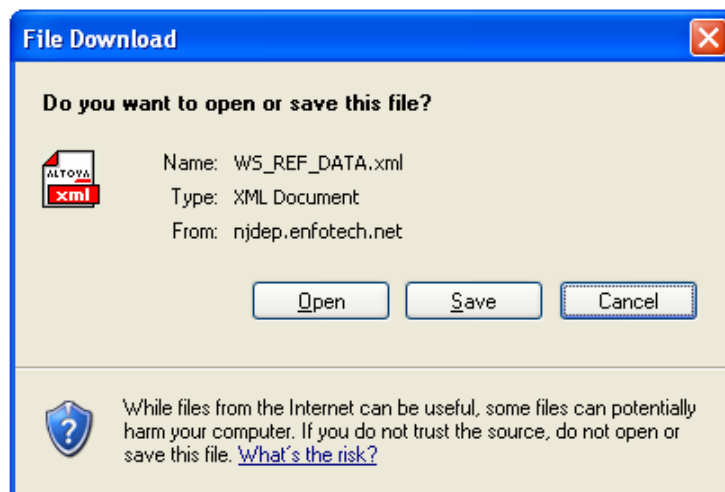 File Download
Do you want to open or save this file?
ALTOVA
xml
Name: WS_REF_DATA.xml
Type: XML Document
From: njdep.enfotech.net
Open Save Cancel
While files from the Internet can be useful, some files can potentially
harm your computer. If you do not trust the source, do not open or
save this file. What's the risk?